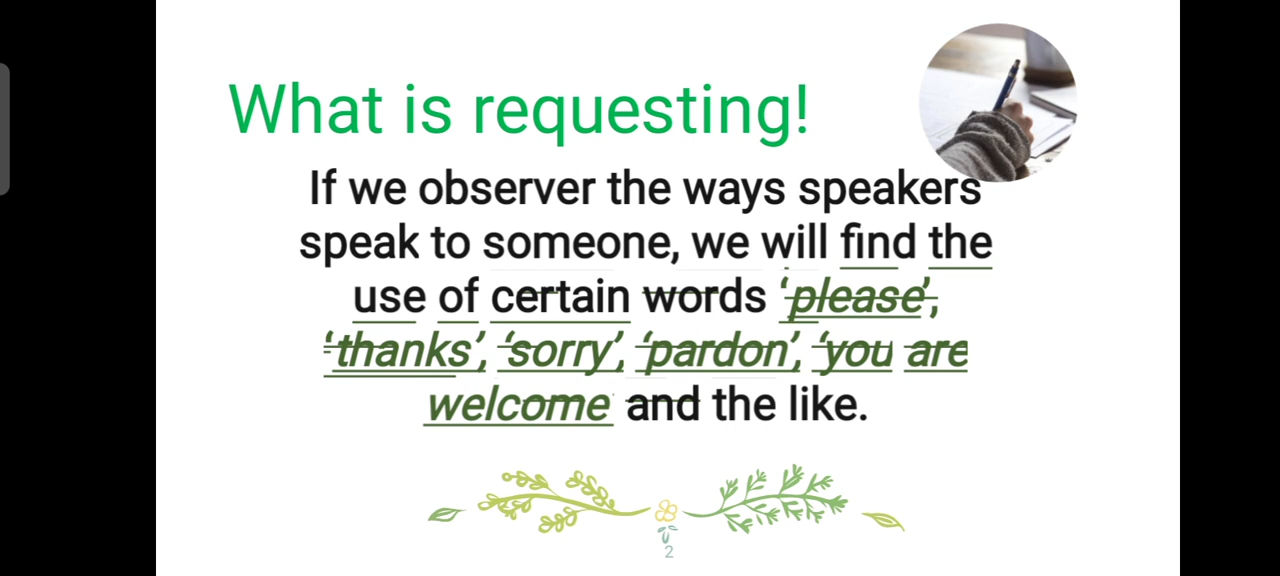 What is requesting!
If we observer the ways speakers
speak to someone, we will find the
use of certain words ‘please’,
‘thanks’, ‘sorry’, ‘pardon’, ‘you are
welcome’ and the like.
2